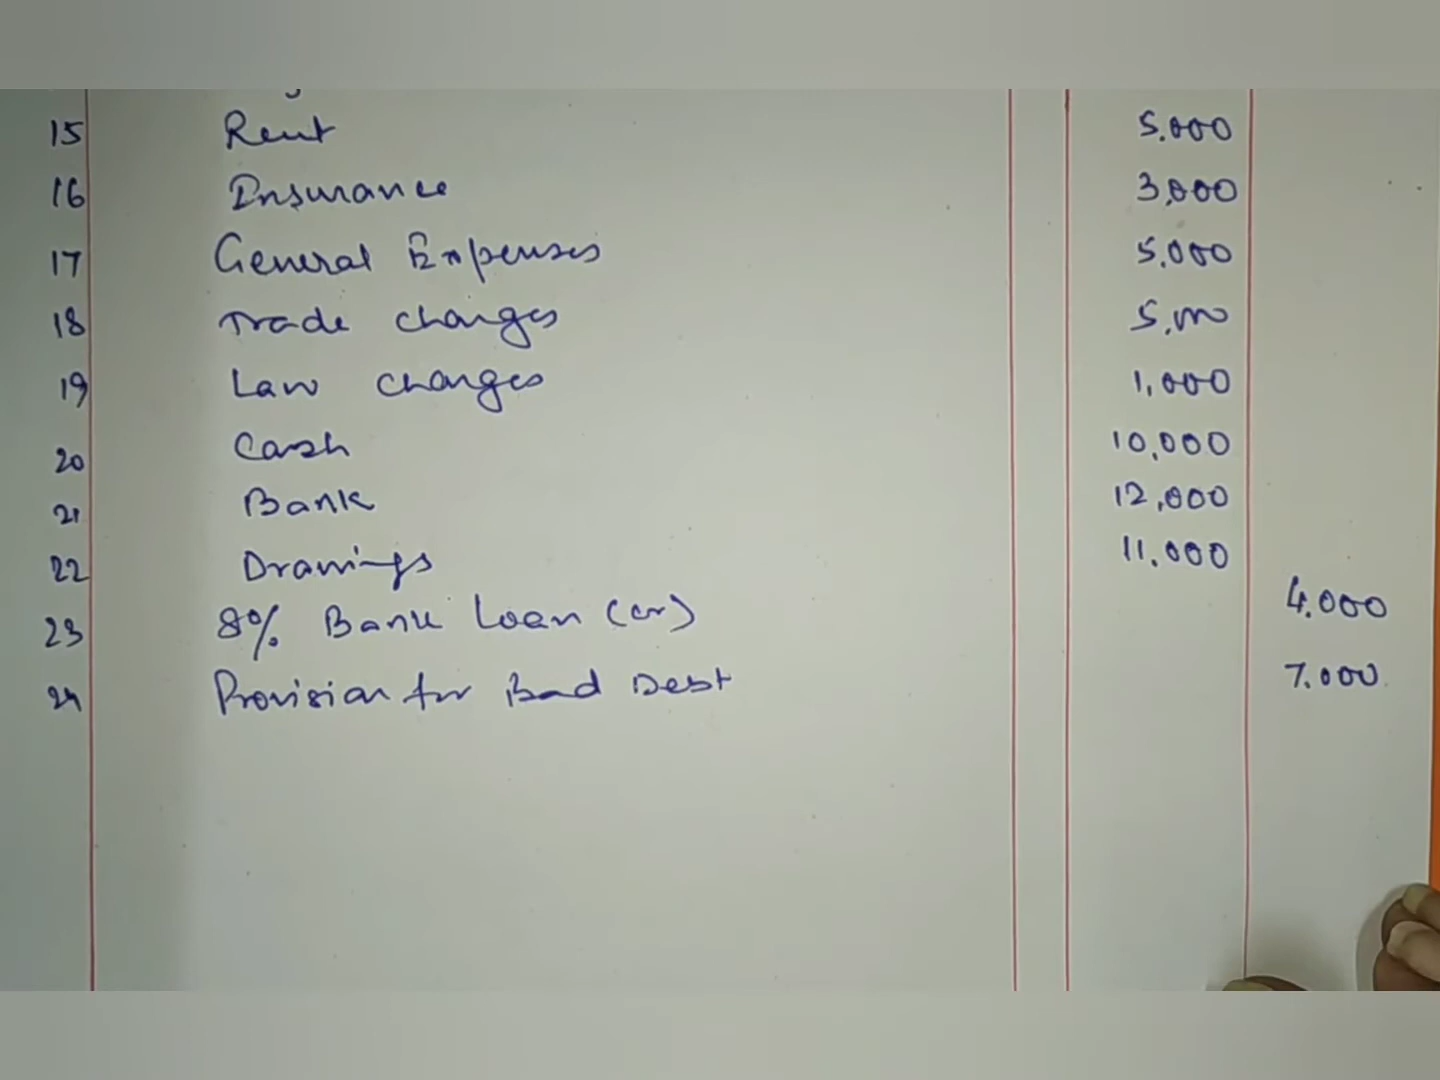 15 Rent 5.000
16 Insurance 3,000
17 General Expenses 5.000
18 Trade charges 5.000
19 Law charges 1,000
20 Cash 10,000
21 Bank 12,000
22 Drawings 11.000
23 8% Bank Loan (cr) 4.000
24 Provision for Bad Debt 7.000